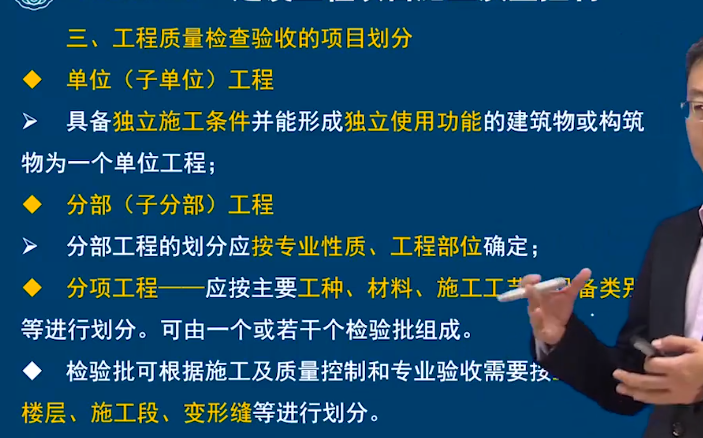 三、工程质量检查验收的项目划分
◆ 单位（子单位）工程
➢ 具备独立施工条件并能形成独立使用功能的建筑物或构筑
物为一个单位工程；
◆ 分部（子分部）工程
➢ 分部工程的划分应按专业性质、工程部位确定；
◆ 分项工程——应按主要工种、材料、施工工 备类别
等进行划分。可由一个或若干个检验批组成。
◆ 检验批可根据施工及质量控制和专业验收需要按
楼层、施工段、变形缝等进行划分。